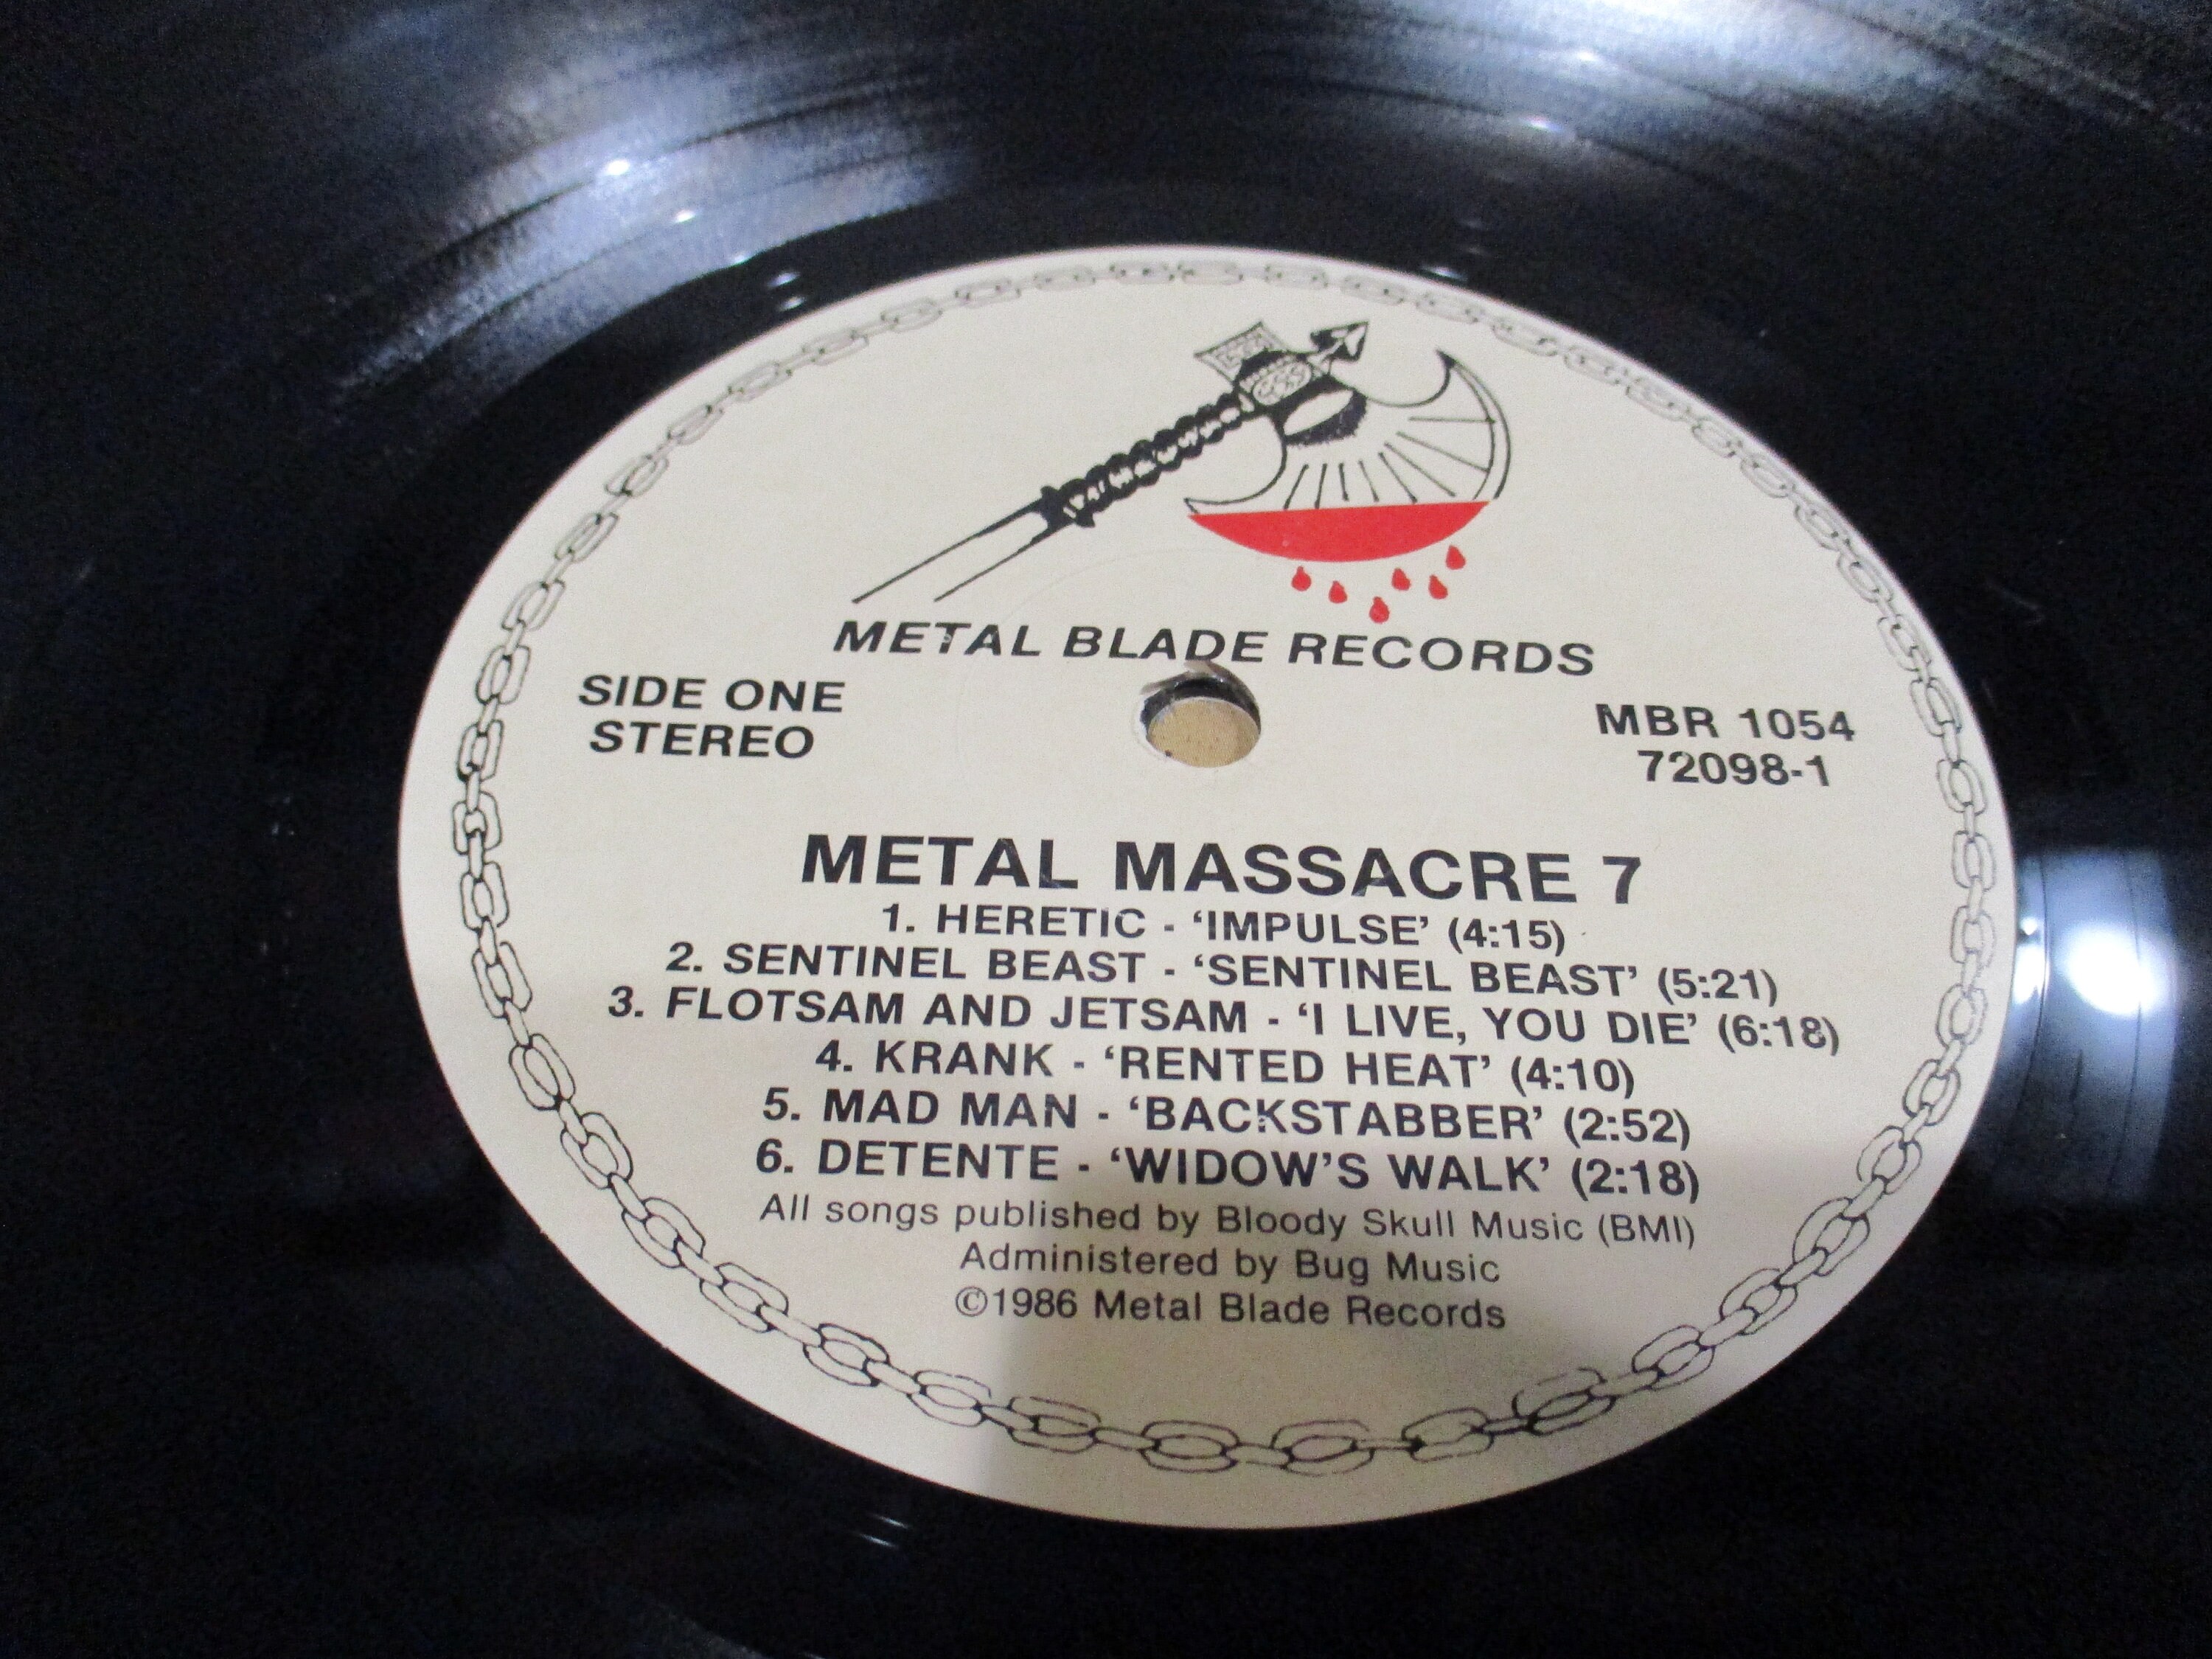 METAL BLADE RECORDS
SIDE ONE
STEREO
MBR 1054
72098-1
METAL MASSACRE 7
1. HERETIC - ‘IMPULSE’ (4:15)
2. SENTINEL BEAST - ‘SENTINEL BEAST’ (5:21)
3. FLOTSAM AND JETSAM - ‘I LIVE, YOU DIE’ (6:18)
4. KRANK - ‘RENTED HEAT’ (4:10)
5. MAD MAN - ‘BACKSTABBER’ (2:52)
6. DETENTE - ‘WIDOW’S WALK’ (2:18)
All songs published by Bloody Skull Music (BMI)
Administered by Bug Music
©1986 Metal Blade Records